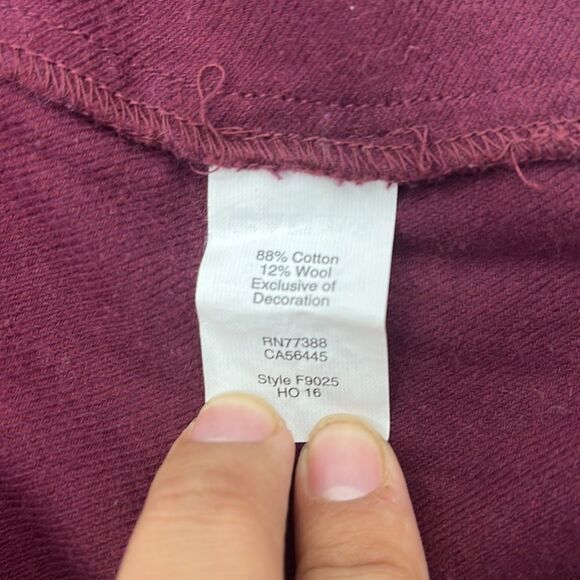 88% Cotton
12% Wool
Exclusive of
Decoration
RN77388
CA56445
Style F9025
HO 16